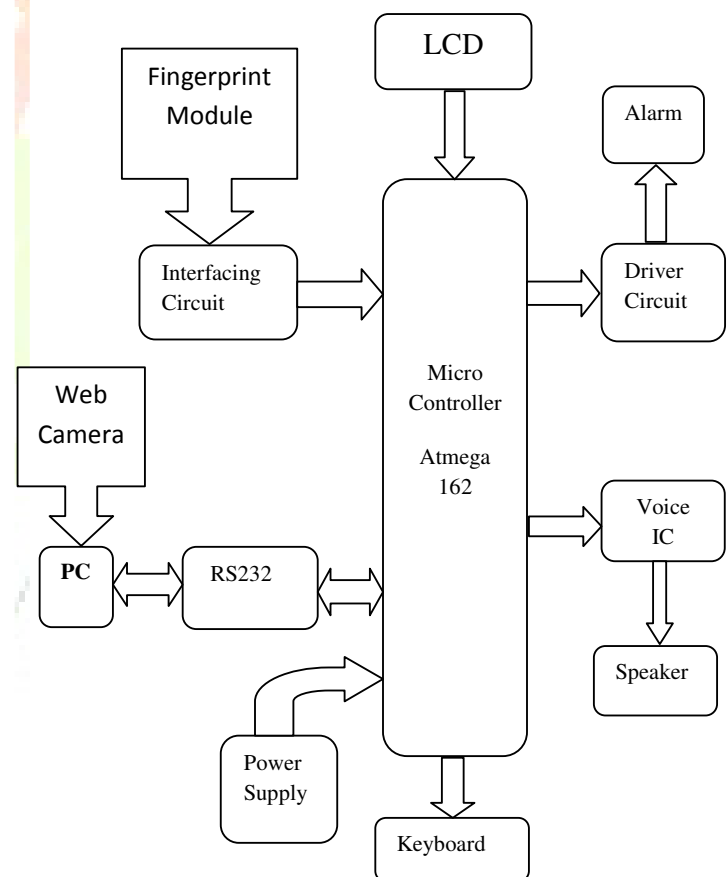 LCD
Fingerprint
Module
Alarm
Interfacing
Circuit
Driver
Circuit
Micro
Controller
Atmega
162
Web
Camera
Voice
IC
PC
RS232
Speaker
Power
Supply
Keyboard